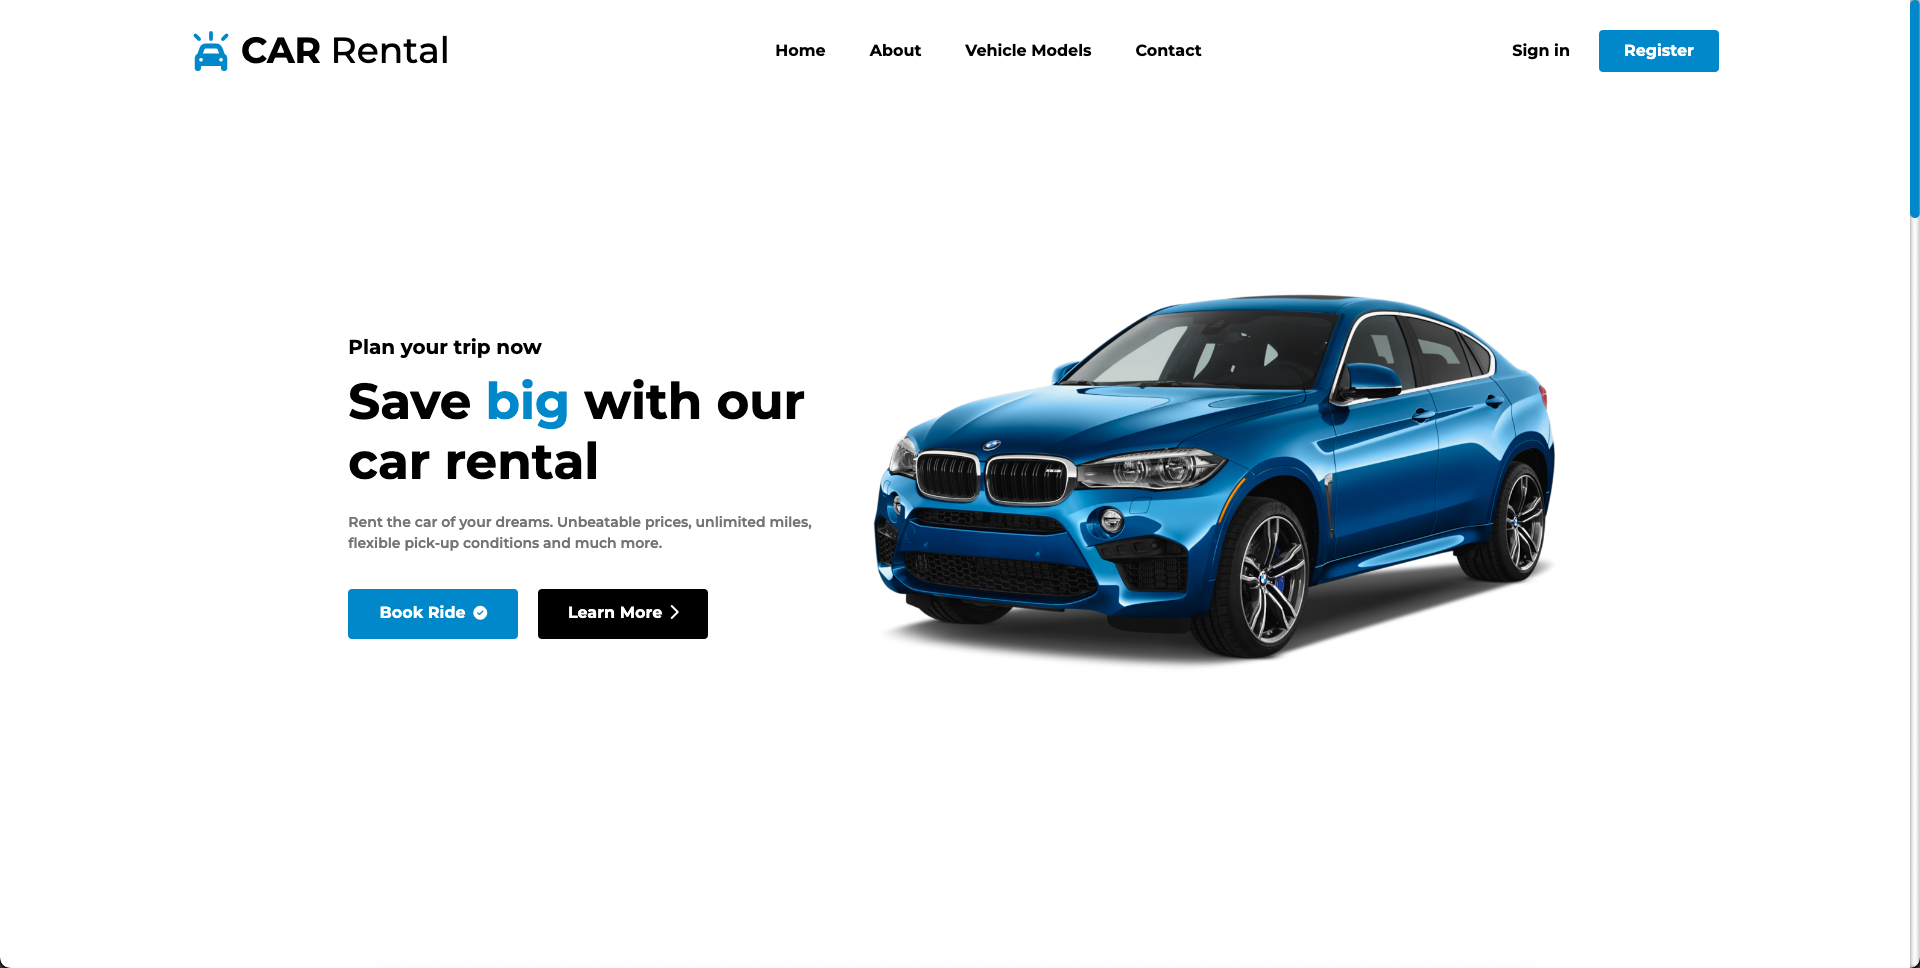 CAR Rental
Home
About
Vehicle Models
Contact
Sign in
Register
Plan your trip now
Save big with our
car rental
Rent the car of your dreams. Unbeatable prices, unlimited miles,
flexible pick-up conditions and much more.
Book Ride
Learn More